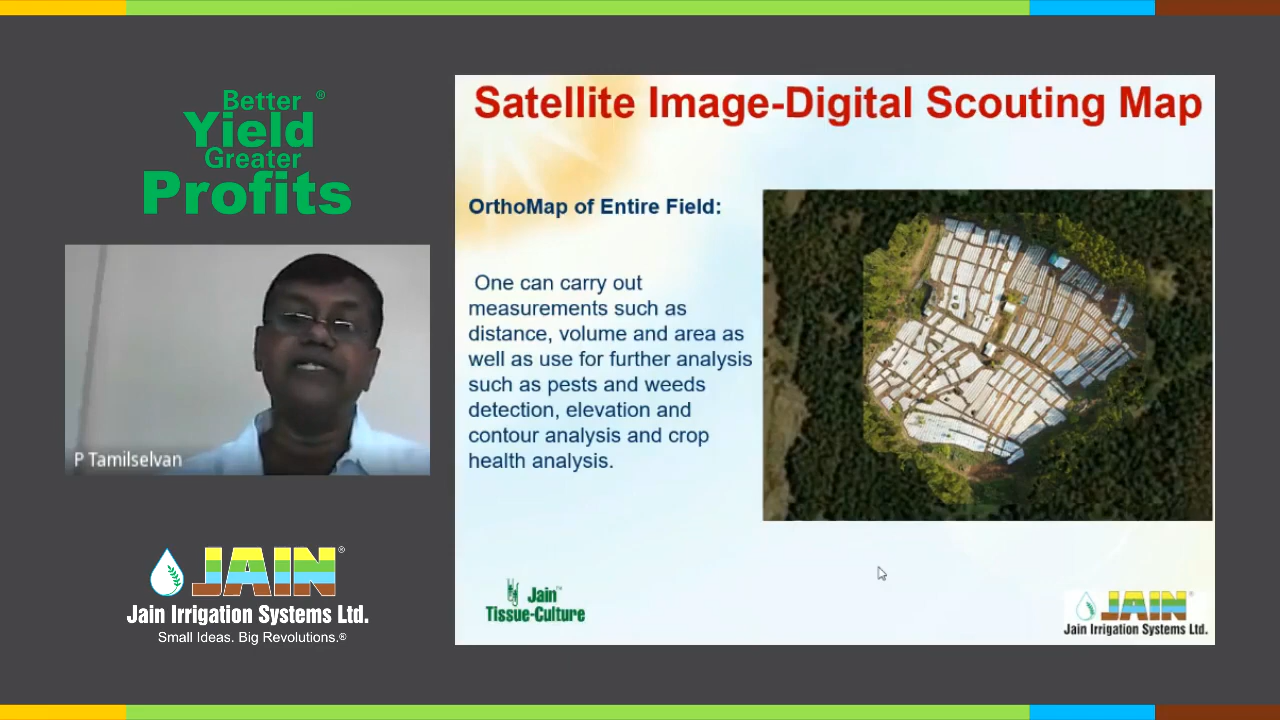 Better ®
Yield
Greater
Profits
P Tamilselvan
JAIN®
Jain Irrigation Systems Ltd.
Small Ideas. Big Revolutions.®
Satellite Image-Digital Scouting Map
OrthoMap of Entire Field:
One can carry out
measurements such as
distance, volume and area as
well as use for further analysis
such as pests and weeds
detection, elevation and
contour analysis and crop
health analysis.
Jain™
Tissue-Culture
JAIN®
Jain Irrigation Systems Ltd.